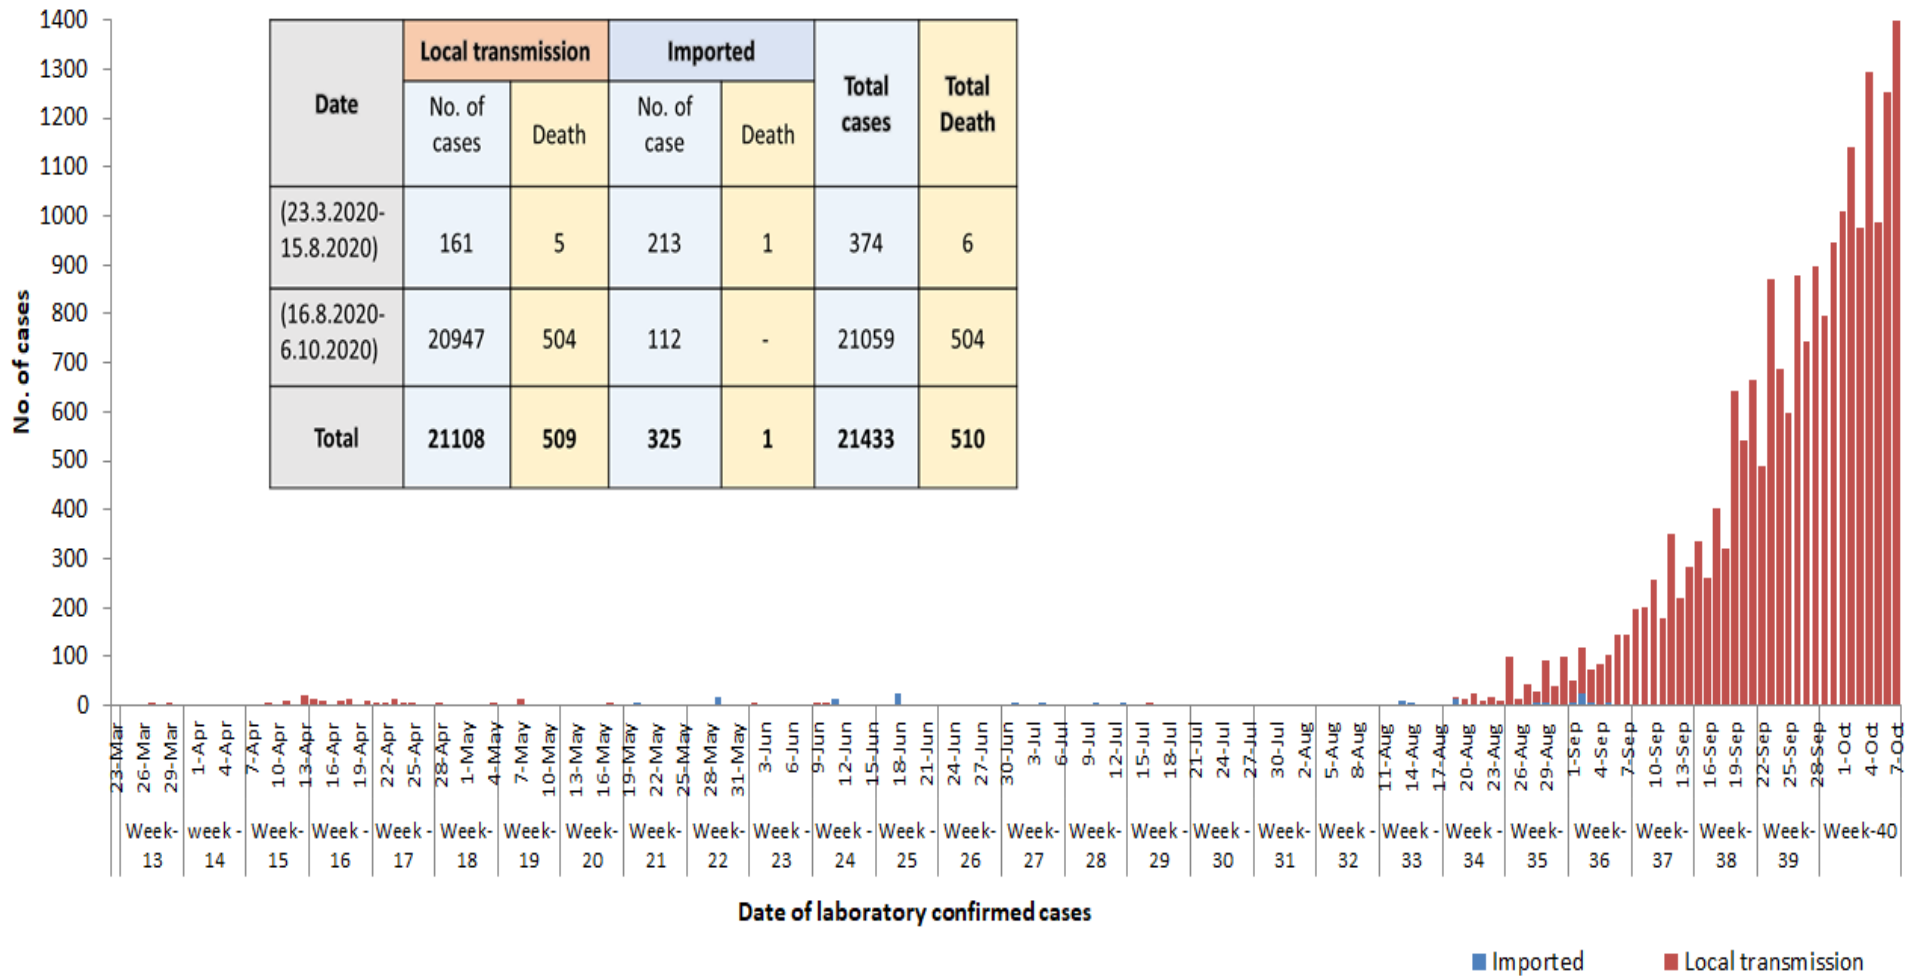 1400
1300
1200
1100
1000
900
800
700
600
500
400
300
200
100
0
No. of cases
Date
Local transmission
Imported
Total
cases
Total
Death
No. of
cases
Death
No. of
case
Death
(23.3.2020-
15.8.2020)
161
5
213
1
374
6
(16.8.2020-
6.10.2020)
20947
504
112
-
21059
504
Total
21108
509
325
1
21433
510
23-Mar
26-Mar
29-Mar
1-Apr
4-Apr
7-Apr
10-Apr
13-Apr
16-Apr
19-Apr
22-Apr
25-Apr
28-Apr
1-May
4-May
7-May
10-May
13-May
16-May
19-May
22-May
25-May
28-May
31-May
3-Jun
6-Jun
9-Jun
12-Jun
15-Jun
18-Jun
21-Jun
24-Jun
27-Jun
30-Jun
3-Jul
6-Jul
9-Jul
12-Jul
15-Jul
18-Jul
21-Jul
24-Jul
27-Jul
30-Jul
2-Aug
5-Aug
8-Aug
11-Aug
14-Aug
17-Aug
20-Aug
23-Aug
26-Aug
29-Aug
1-Sep
4-Sep
7-Sep
10-Sep
13-Sep
16-Sep
19-Sep
22-Sep
25-Sep
28-Sep
1-Oct
4-Oct
7-Oct
Week-
13
week -
14
Week-
15
Week -
16
Week -
17
Week-
18
Week-
19
Week-
20
Week-
21
Week-
22
Week -
23
Week -
24
Week -
25
Week-
26
Week-
27
Week-
28
Week -
29
Week-
30
Week-
31
Week -
32
Week -
33
Week -
34
Week-
35
Week-
36
Week-
37
Week-
38
Week-
39
Week-40
Date of laboratory confirmed cases
Imported
Local transmission